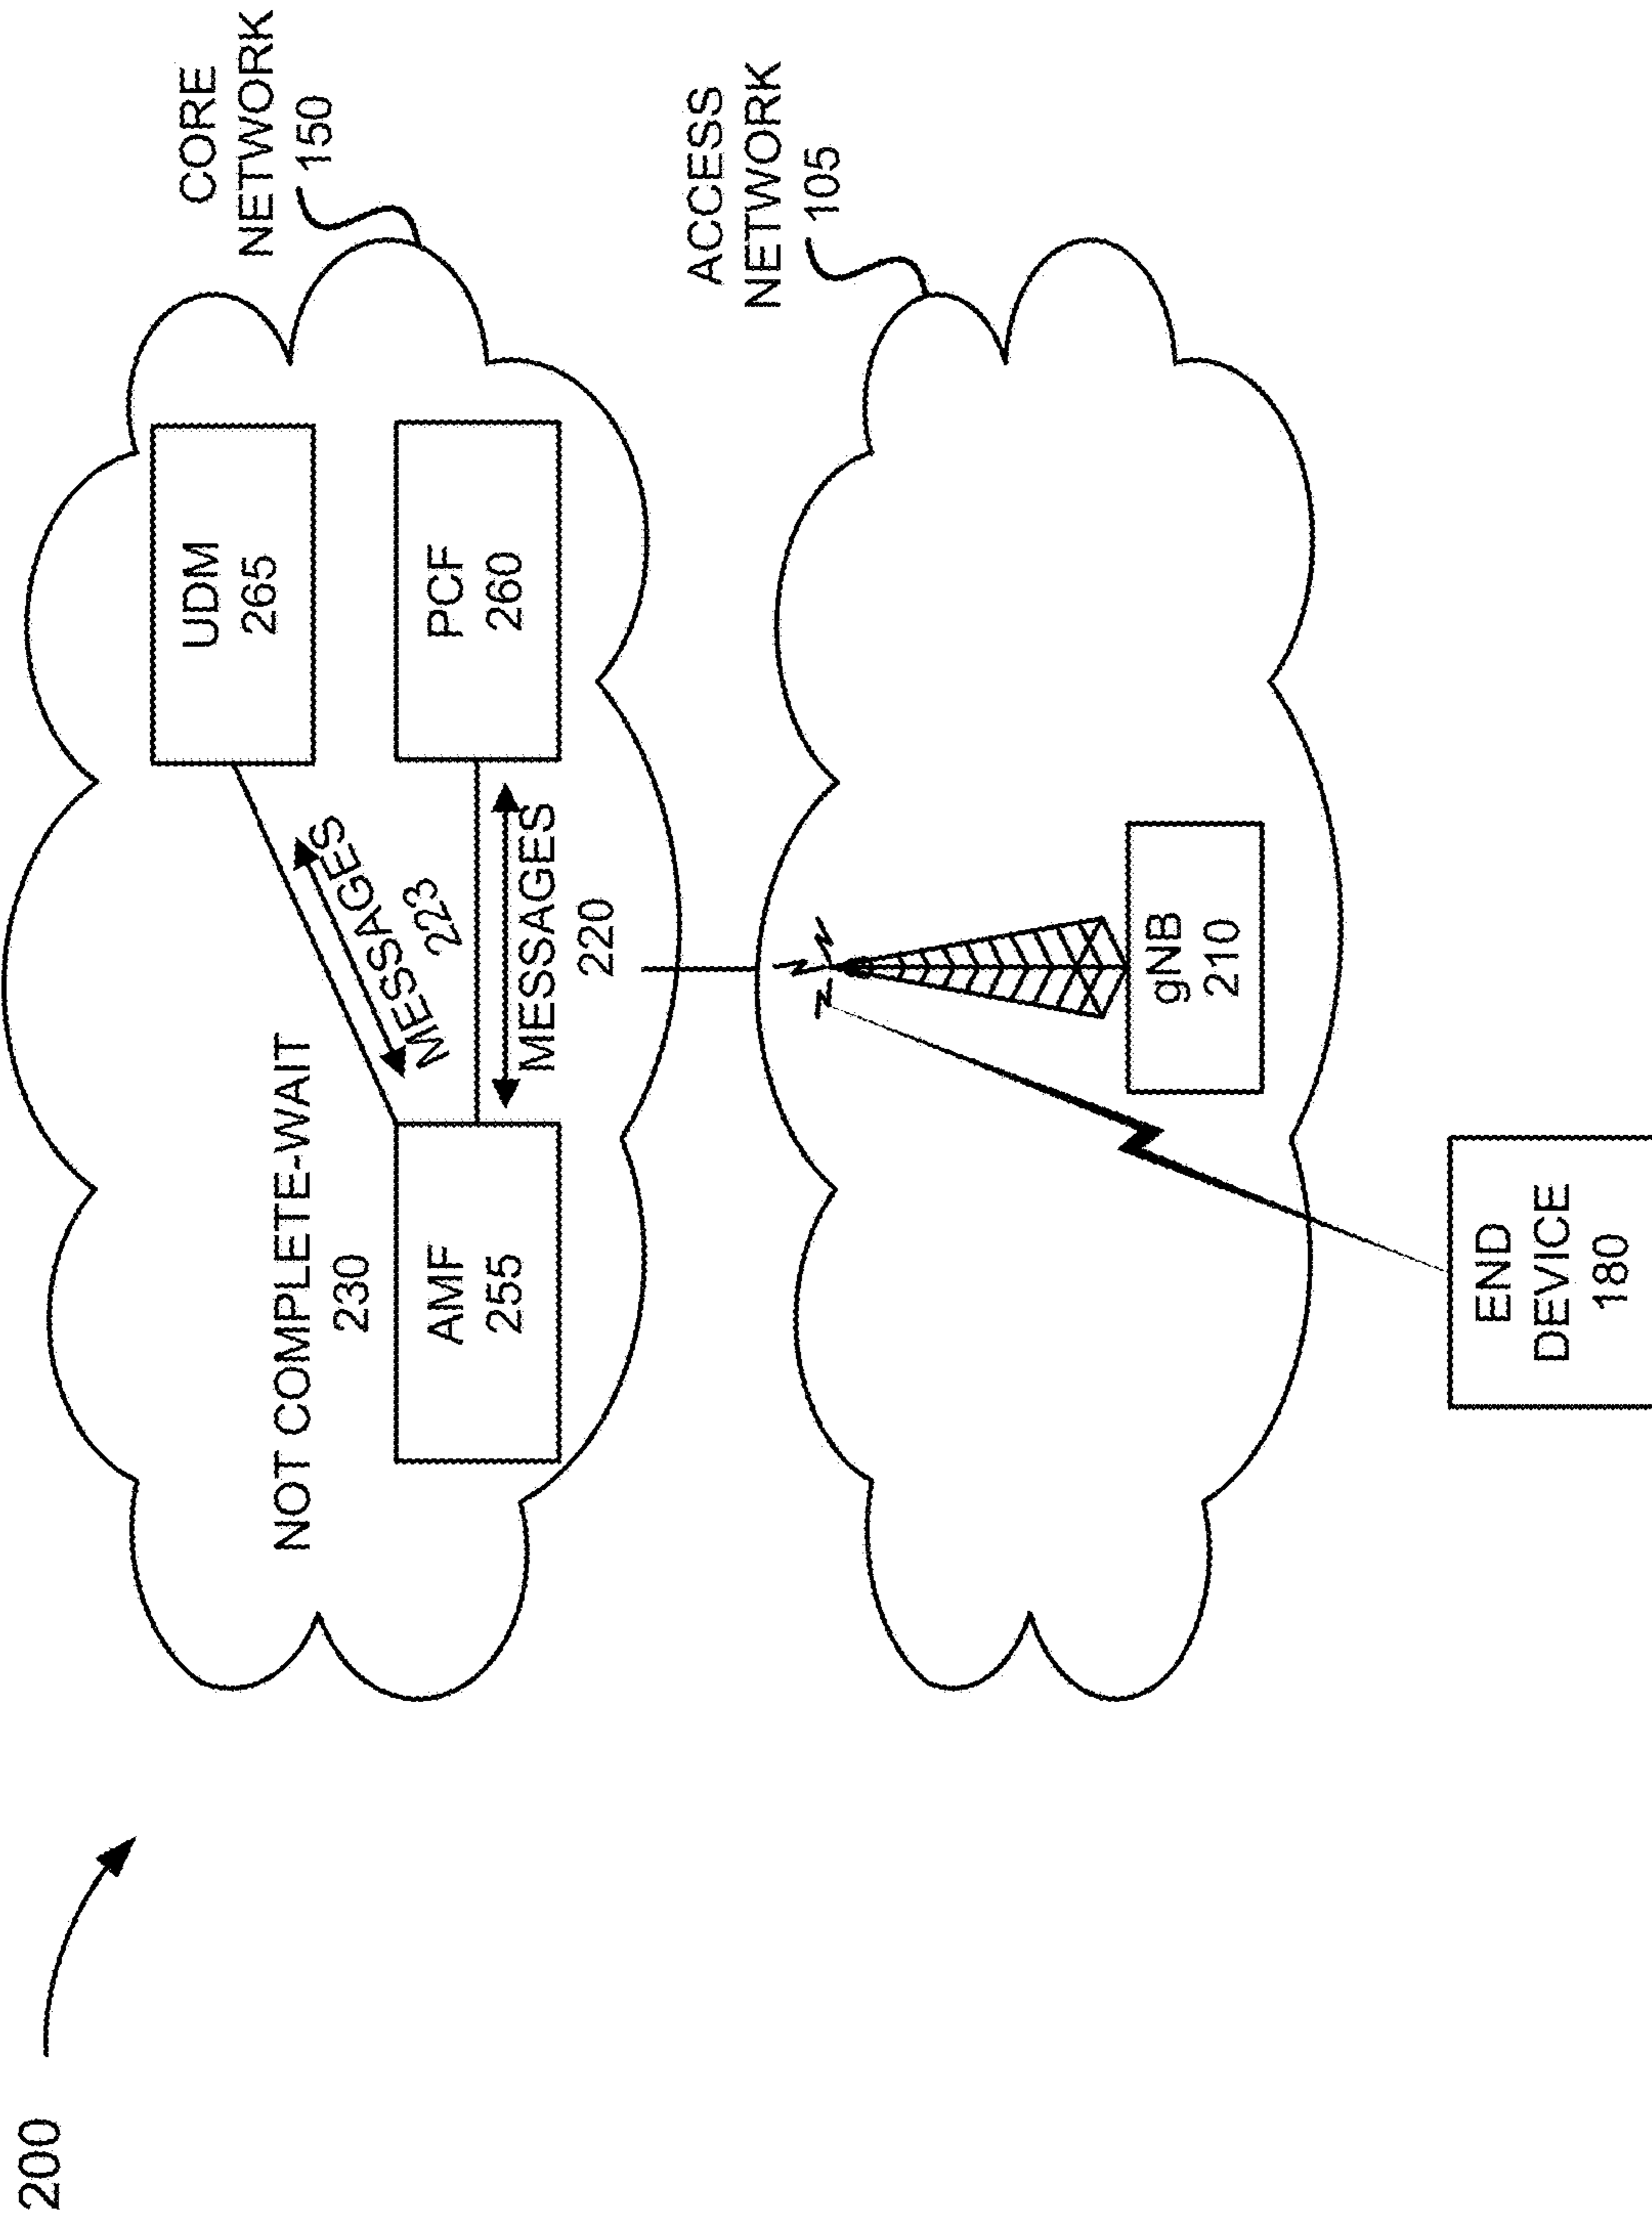 200
CORE
NETWORK
150
UDM
265
NOT COMPLETE-WAIT
230
MESSAGES
223
AMF
255
PCF
260
MESSAGES
220
ACCESS
NETWORK
105
gNB
210
END
DEVICE
180